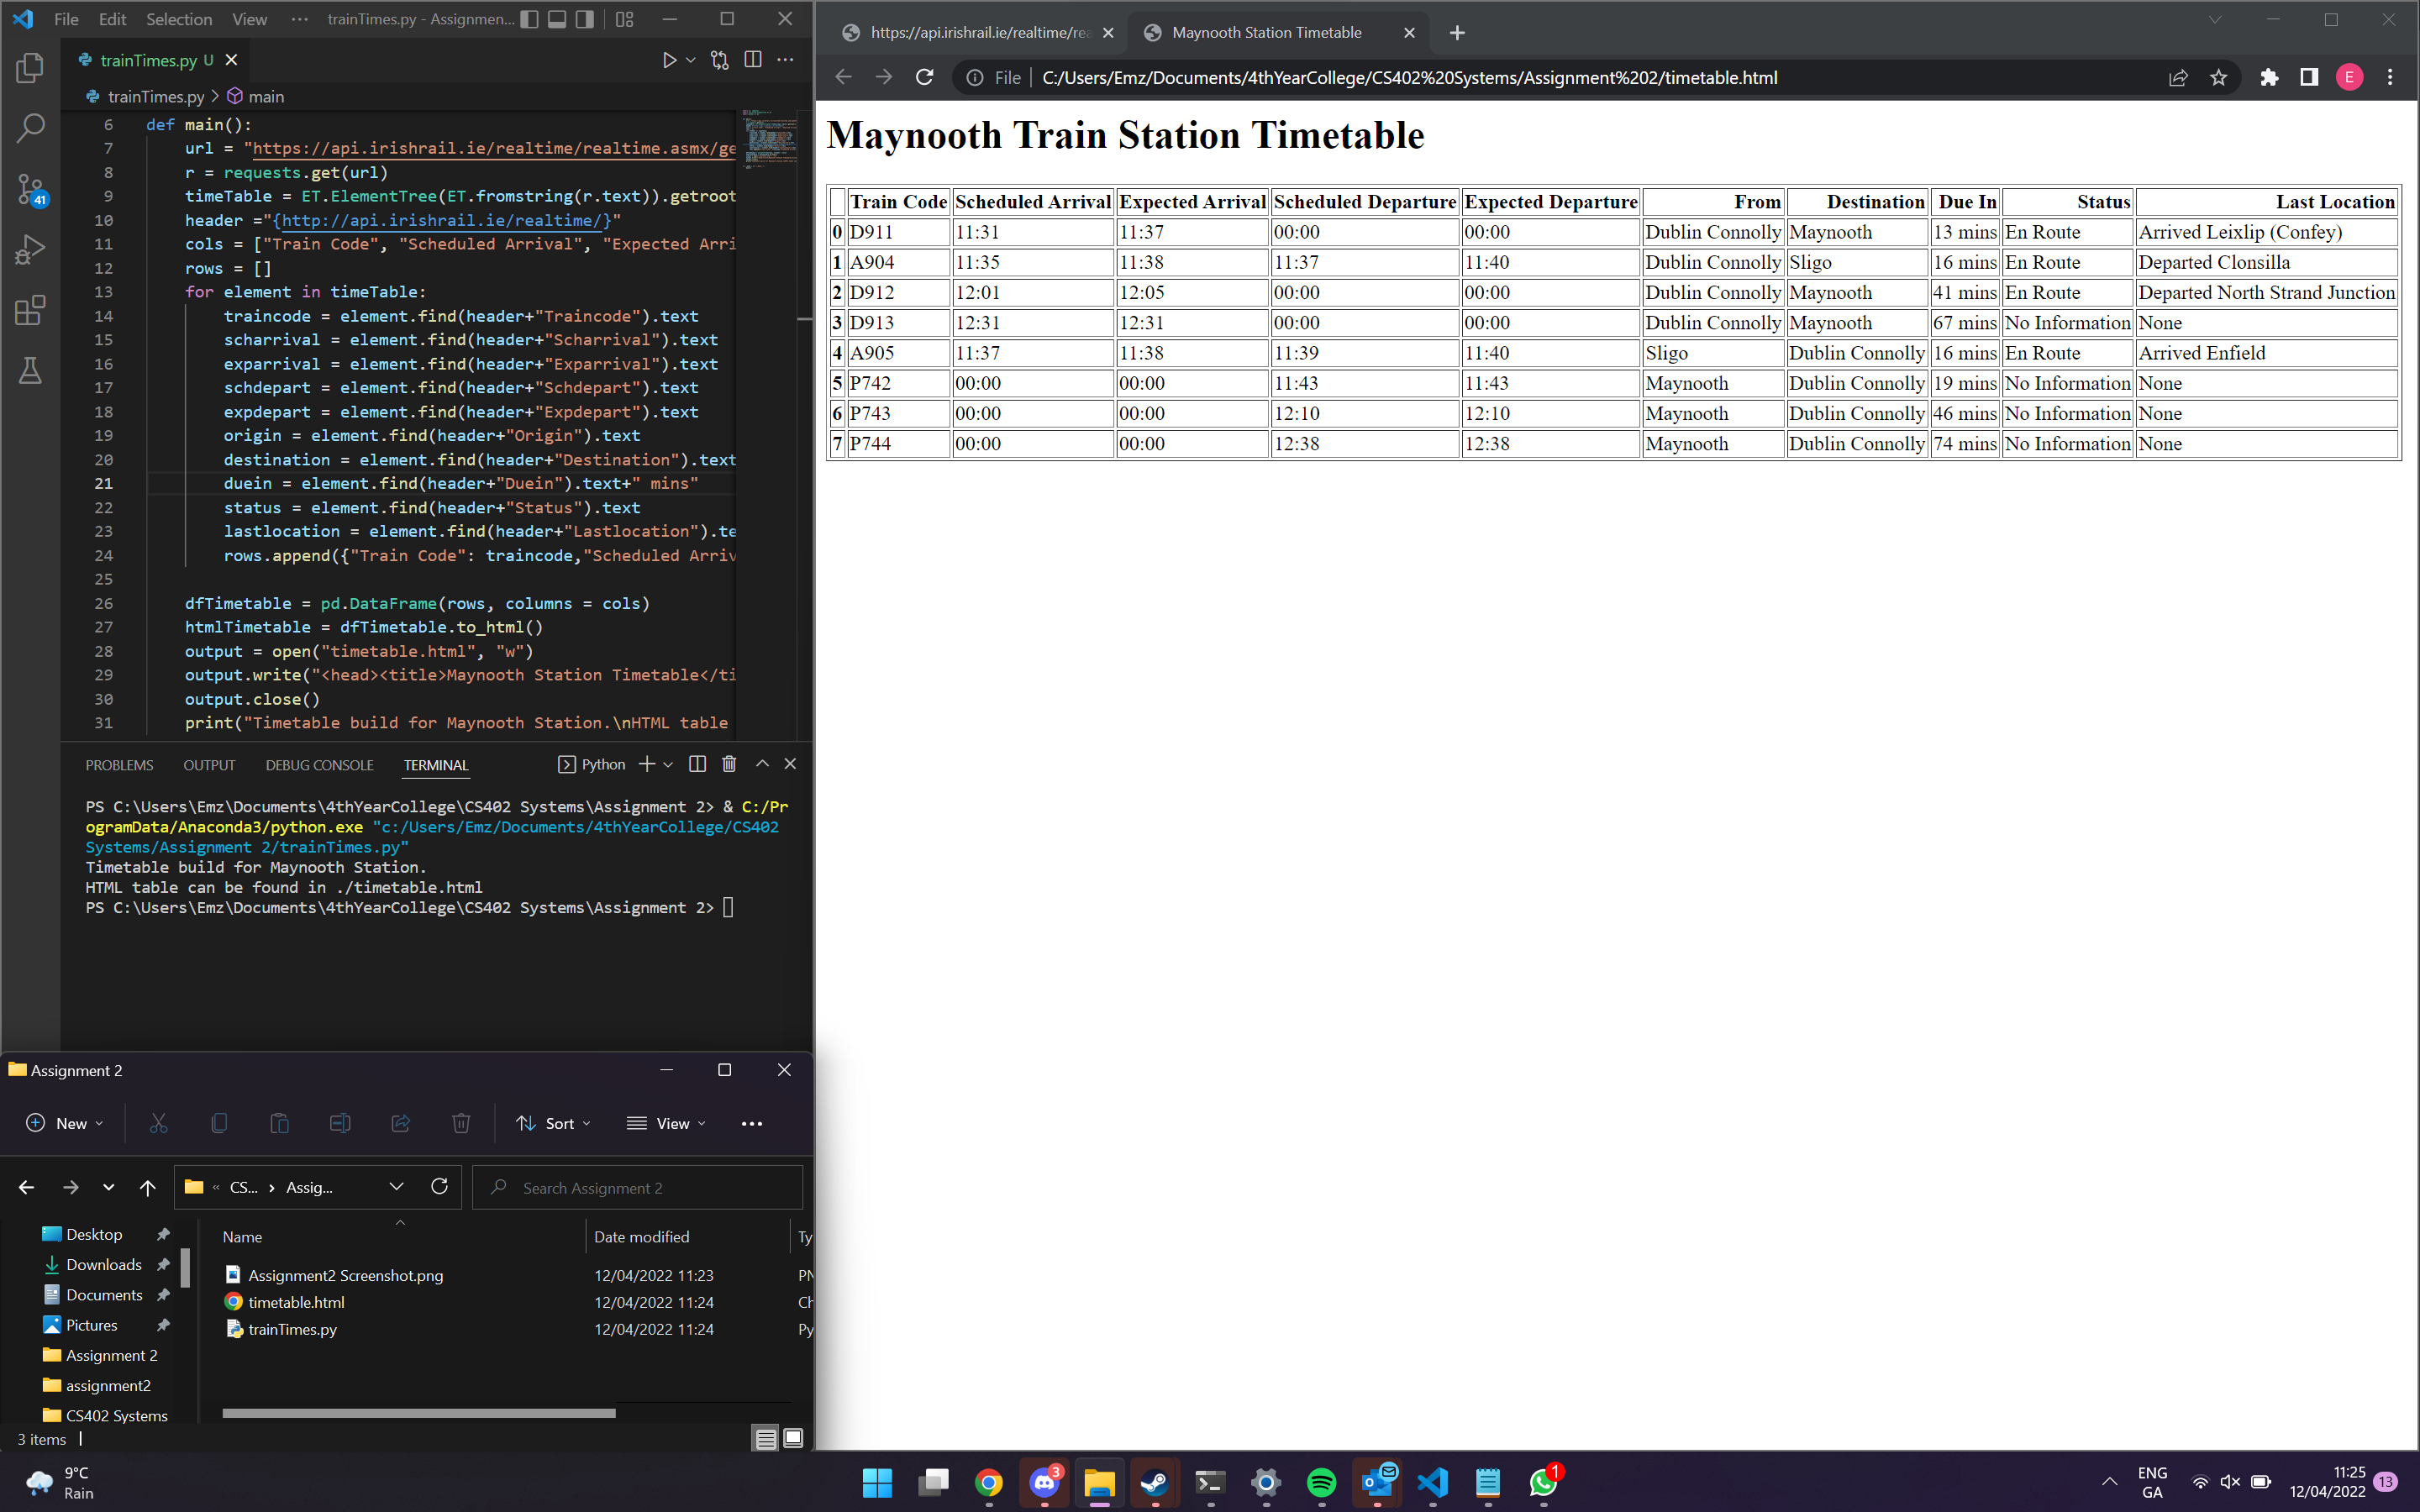 File Edit Selection View ··· trainTimes.py - Assignmen...
trainTimes.py U
trainTimes.py > main
6 def main():
7 url = "https://api.irishrail.ie/realtime/realtime.asmx/ge
8 r = requests.get(url)
9 timeTable = ET.ElementTree(ET.fromstring(r.text)).getroot
10 header ="{http://api.irishrail.ie/realtime/}"
11 cols = ["Train Code", "Scheduled Arrival", "Expected Arri
12 rows = []
13 for element in timeTable:
14 traincode = element.find(header+"Traincode").text
15 scharrival = element.find(header+"Scharrival").text
16 exparrival = element.find(header+"Exparrival").text
17 schdepart = element.find(header+"Schdepart").text
18 expdepart = element.find(header+"Expdepart").text
19 origin = element.find(header+"Origin").text
20 destination = element.find(header+"Destination").text
21 duein = element.find(header+"Duein").text+" mins"
22 status = element.find(header+"Status").text
23 lastlocation = element.find(header+"Lastlocation").te
24 rows.append({"Train Code": traincode,"Scheduled Arriv
25
26 dfTimetable = pd.DataFrame(rows, columns = cols)
27 htmlTimetable = dfTimetable.to_html()
28 output = open("timetable.html", "w")
29 output.write("<head><title>Maynooth Station Timetable</ti
30 output.close()
31 print("Timetable build for Maynooth Station.\nHTML table
41
PROBLEMS OUTPUT DEBUG CONSOLE TERMINAL Python
PS C:\Users\Emz\Documents\4thYearCollege\CS402 Systems\Assignment 2> & C:/Pr
ogramData/Anaconda3/python.exe "c:/Users/Emz/Documents/4thYearCollege/CS402
Systems/Assignment 2/trainTimes.py"
Timetable build for Maynooth Station.
HTML table can be found in ./timetable.html
PS C:\Users\Emz\Documents\4thYearCollege\CS402 Systems\Assignment 2>
Assignment 2
New Sort View ···
« CS... > Assig... Search Assignment 2
Desktop
Downloads
Documents
Pictures
Assignment 2
assignment2
CS402 Systems
Name Date modified Ty
Assignment2 Screenshot.png 12/04/2022 11:23 PN
timetable.html 12/04/2022 11:24 Ch
trainTimes.py 12/04/2022 11:24 Py
3 items
https://api.irishrail.ie/realtime/rea Maynooth Station Timetable
File C:/Users/Emz/Documents/4thYearCollege/CS402%20Systems/Assignment%202/timetable.html E
Maynooth Train Station Timetable
Train Code Scheduled Arrival Expected Arrival Scheduled Departure Expected Departure From Destination Due In Status Last Location
0 D911 11:31 11:37 00:00 00:00 Dublin Connolly Maynooth 13 mins En Route Arrived Leixlip (Confey)
1 A904 11:35 11:38 11:37 11:40 Dublin Connolly Sligo 16 mins En Route Departed Clonsilla
2 D912 12:01 12:05 00:00 00:00 Dublin Connolly Maynooth 41 mins En Route Departed North Strand Junction
3 D913 12:31 12:31 00:00 00:00 Dublin Connolly Maynooth 67 mins No Information None
4 A905 11:37 11:38 11:39 11:40 Sligo Dublin Connolly 16 mins En Route Arrived Enfield
5 P742 00:00 00:00 11:43 11:43 Maynooth Dublin Connolly 19 mins No Information None
6 P743 00:00 00:00 12:10 12:10 Maynooth Dublin Connolly 46 mins No Information None
7 P744 00:00 00:00 12:38 12:38 Maynooth Dublin Connolly 74 mins No Information None
9°C
Rain
3
1
ENG
GA
11:25
12/04/2022
13